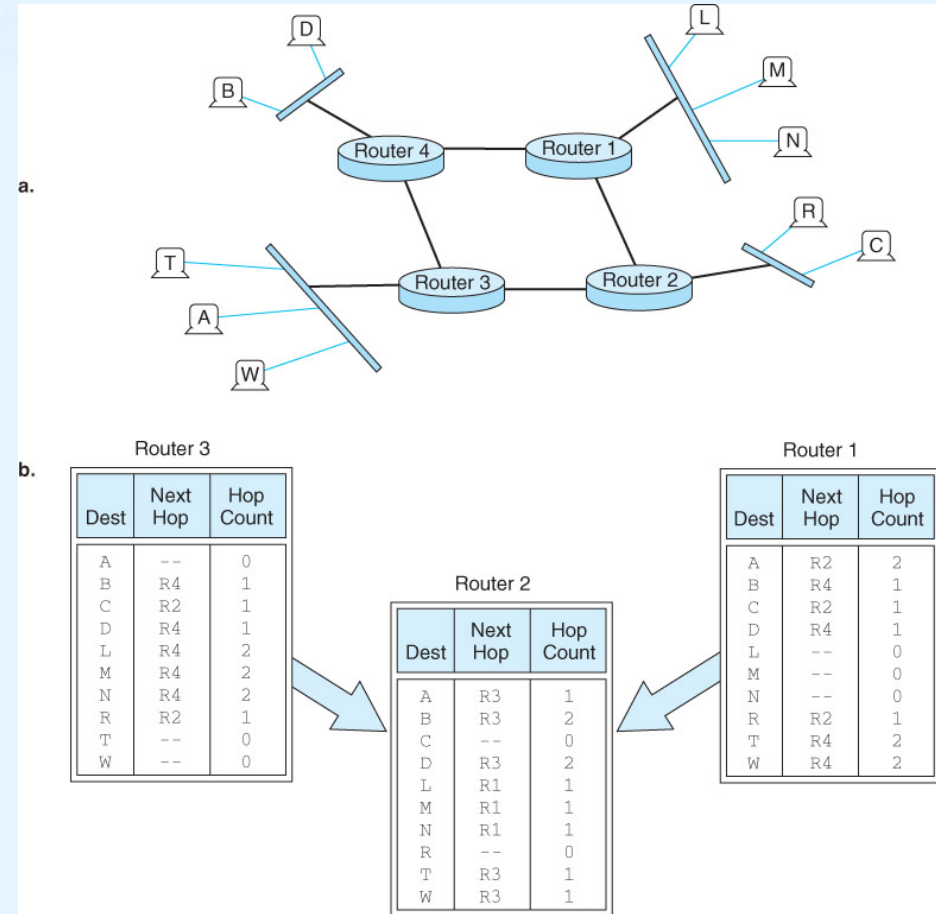 D
L
B
M
Router 4
Router 1
N
a.
R
T
C
Router 3
Router 2
A
W
b.
Router 3
Dest Next Hop Hop Count
A -- 0
B R4 1
C R2 1
D R4 1
L R4 2
M R4 2
N R4 2
R R2 1
T -- 0
W -- 0
Router 2
Dest Next Hop Hop Count
A R3 1
B R3 2
C -- 0
D R3 2
L R1 1
M R1 1
N R1 1
R -- 0
T R3 1
W R3 1
Router 1
Dest Next Hop Hop Count
A R2 2
B R4 1
C R2 1
D R4 1
L -- 0
M -- 0
N -- 0
R R2 1
T R4 2
W R4 2